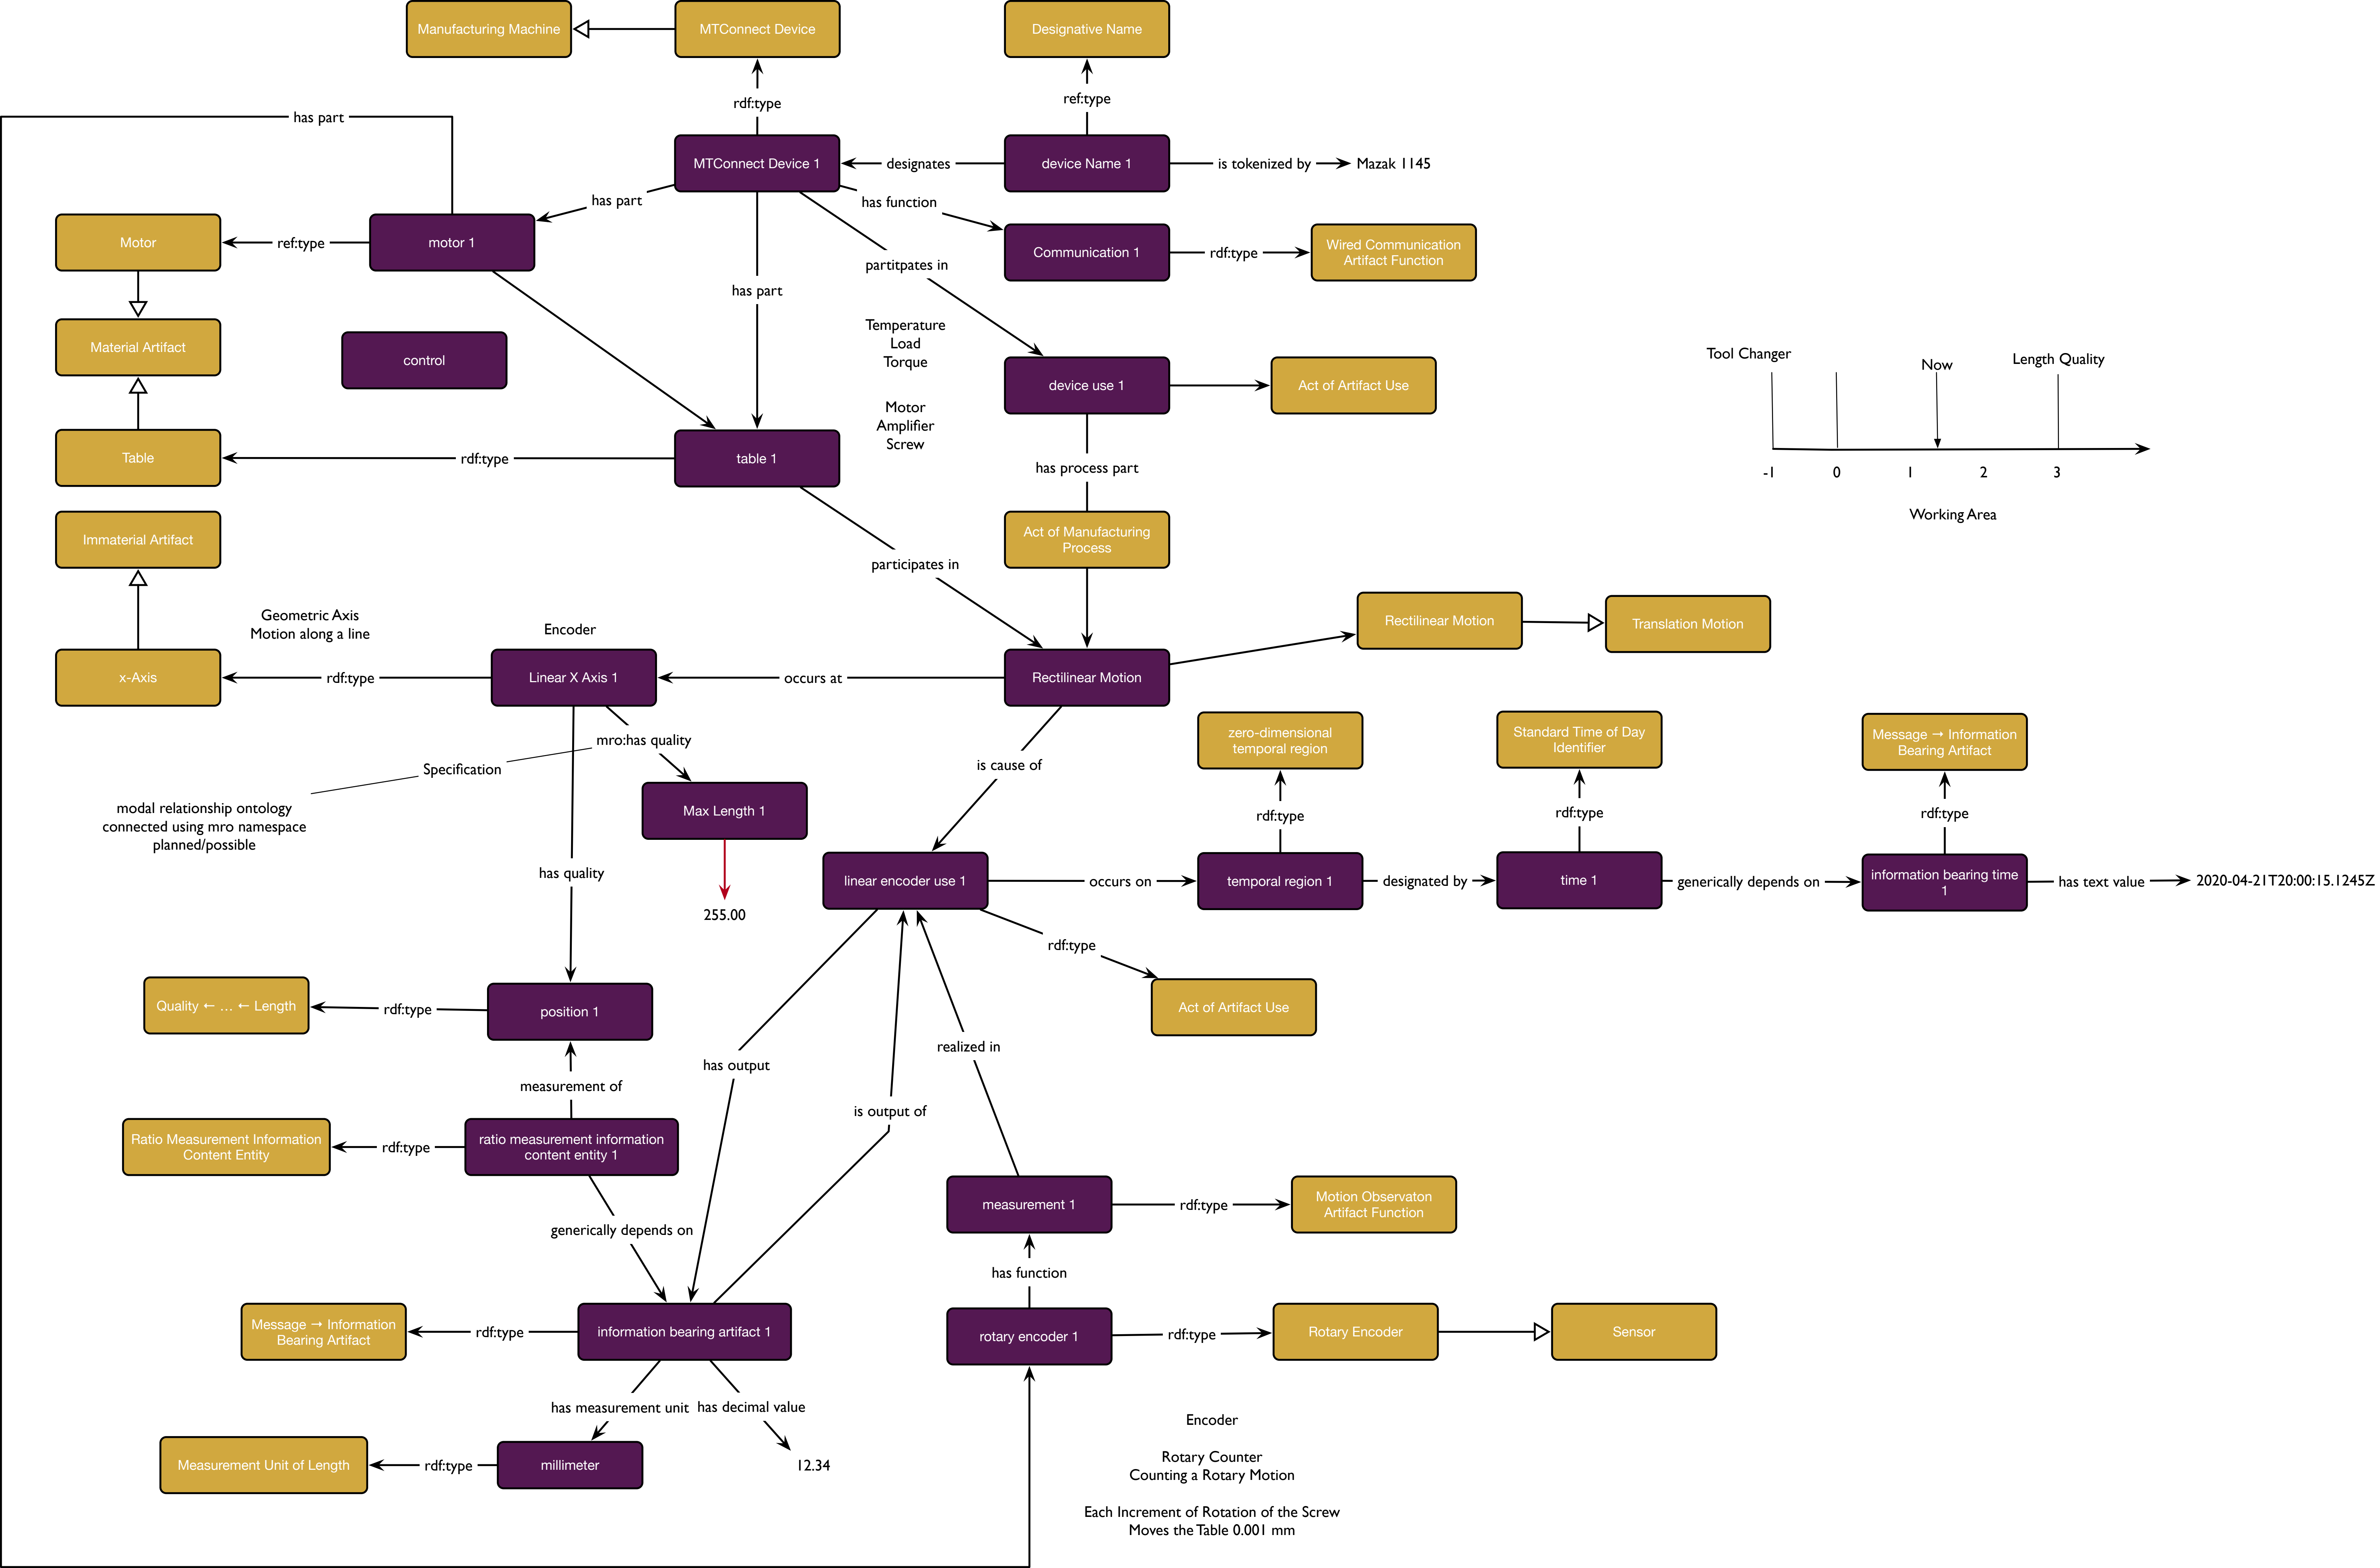 Manufacturing Machine
MTConnect Device
Designative Name
rdf:type
ref:type
has part
MTConnect Device 1
designates
device Name 1
is tokenized by
Mazak 1145
has part
has function
Motor
ref:type
motor 1
Communication 1
rdf:type
Wired Communication
Artifact Function
partitpates in
has part
Material Artifact
control
Temperature
Load
Torque
device use 1
Act of Artifact Use
Motor
Amplifier
Screw
Tool Changer
Now
Length Quality
-1
0
1
2
3
Working Area
Table
rdf:type
table 1
has process part
Immaterial Artifact
Act of Manufacturing
Process
participates in
Geometric Axis
Motion along a line
Encoder
Rectilinear Motion
Translation Motion
x-Axis
rdf:type
Linear X Axis 1
occurs at
Rectilinear Motion
mro:has quality
Specification
modal relationship ontology
connected using mro namespace
planned/possible
Max Length 1
is cause of
zero-dimensional
temporal region
Standard Time of Day
Identifier
Message → Information
Bearing Artifact
rdf:type
rdf:type
rdf:type
has quality
255.00
linear encoder use 1
occurs on
temporal region 1
designated by
time 1
generically depends on
information bearing time
1
has text value
2020-04-21T20:00:15.1245Z
rdf:type
Act of Artifact Use
Quality ← ... ← Length
rdf:type
position 1
has output
realized in
measurement of
is output of
Ratio Measurement Information
Content Entity
rdf:type
ratio measurement information
content entity 1
measurement 1
rdf:type
Motion Observaton
Artifact Function
generically depends on
has function
Message → Information
Bearing Artifact
rdf:type
information bearing artifact 1
rotary encoder 1
rdf:type
Rotary Encoder
Sensor
has measurement unit
has decimal value
Measurement Unit of Length
rdf:type
millimeter
12.34
Encoder
Rotary Counter
Counting a Rotary Motion
Each Increment of Rotation of the Screw
Moves the Table 0.001 mm